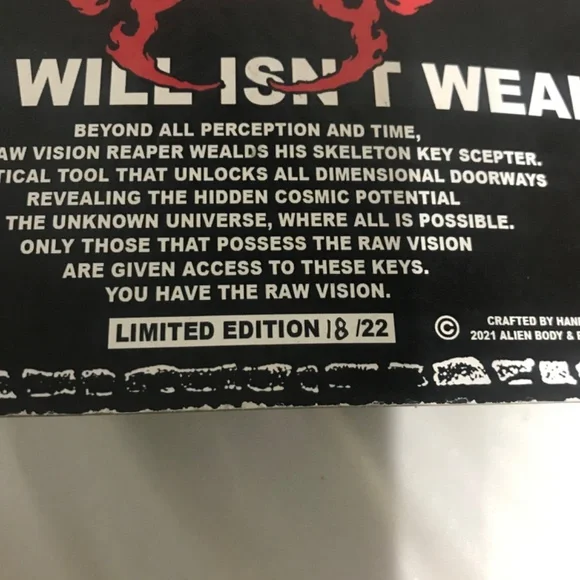 WILL ISN'T WEA
BEYOND ALL PERCEPTION AND TIME,
AW VISION REAPER WEALDS HIS SKELETON KEY SCEPTER.
TICAL TOOL THAT UNLOCKS ALL DIMENSIONAL DOORWAYS
REVEALING THE HIDDEN COSMIC POTENTIAL
THE UNKNOWN UNIVERSE, WHERE ALL IS POSSIBLE.
ONLY THOSE THAT POSSESS THE RAW VISION
ARE GIVEN ACCESS TO THESE KEYS.
YOU HAVE THE RAW VISION.
LIMITED EDITION 18/22
© CRAFTED BY HAN
2021 ALIEN BODY &